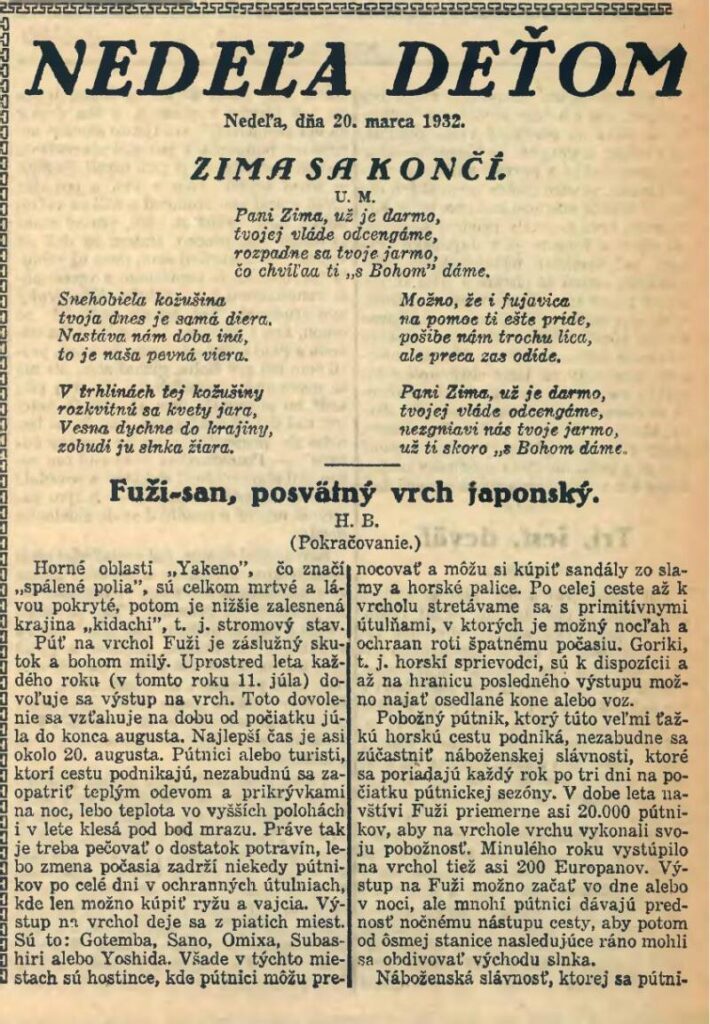 NEDEĽA DEŤOM
Nedeľa, dňa 20. marca 1932.
ZIMA SA KONČÍ.
U. M.
Pani Zima, už je darmo,
tvojej vláde odcengáme,
rozpadne sa tvoje jarmo,
čo chvíľaa ti „s Bohom” dáme.
Snehobiela kožušina
tvoja dnes je samá diera.
Nastáva nám doba iná,
to je naša pevná viera.
V trhlinách tej kožušiny
rozkvitnú sa kvety jara,
Vesna dychne do krajiny,
zobudí ju slnka žiara.
Možno, že i fujavica
na pomoc ti ešte príde,
pošibe nám trochu líca,
ale preca zas odíde.
Pani Zima, už je darmo,
tvojej vláde odcengáme,
nezgniavi nás tvoje jarmo,
už ti skoro „s Bohom dáme.
Fuži-san, posvätný vrch japonský.
H. B.
(Pokračovanie.)
Horné oblasti „Yakeno”, čo značí
„spálené polia”, sú celkom mrtvé a lá-
vou pokryté, potom je nižšie zalesnená
krajina „kidachi”, t. j. stromový stav.
Púť na vrchol Fuži je záslužný sku-
tok a bohom milý. Uprostred leta kaž-
dého roku (v tomto roku 11. júla) do-
voľuje sa výstup na vrch. Toto dovole-
nie sa vzťahuje na dobu od počiatku jú-
la do konca augusta. Najlepší čas je asi
okolo 20. augusta. Pútnici alebo turisti,
ktorí cestu podnikajú, nezabudnú sa za-
opatriť teplým odevom a prikrývkami
na noc, lebo teplota vo vyšších polohách
i v lete klesá pod bod mrazu. Práve tak
je treba pečovať o dostatok potravín, le-
bo zmena počasia zadrží niekedy pútni-
kov po celé dni v ochranných útulniach,
kde len možno kúpiť ryžu a vajcia. Vý-
stup na vrchol deje sa z piatich miest.
Sú to: Gotemba, Sano, Omixa, Subas-
hiri alebo Yoshida. Všade v týchto mie-
stach sú hostince, kde pútnici môžu pre-
nocovať a môžu si kúpiť sandály zo sla-
my a horské palice. Po celej ceste až k
vrcholu stretávame sa s primitívnymi
útulňami, v ktorých je možný nocľah a
ochraan roti špatnému počasiu. Goriki,
t. j. horskí sprievodci, sú k dispozícii a
až na hranicu posledného výstupu mož-
no najať osedlané kone alebo voz.
Pobožný pútnik, ktorý túto veľmi ťaž-
kú horskú cestu podniká, nezabudne sa
zúčastniť náboženskej slávnosti, ktoré
sa poriadajú každý rok po tri dni na po-
čiatku pútnickej sezóny. V dobe leta na-
vštívi Fuži priemerne asi 20.000 pútni-
kov, aby na vrchole vrchu vykonali svo-
ju pobožnosť. Minulého roku vystúpilo
na vrchol tiež asi 200 Europanov. Vý-
stup na Fuži možno začať vo dne alebo
v noci, ale mnohí pútnici dávajú pred-
nosť nočnému nástupu cesty, aby potom
od ôsmej stanice nasledujúce ráno mohli
sa obdivovať východu slnka.
Náboženská slávnosť, ktorej sa pútni-